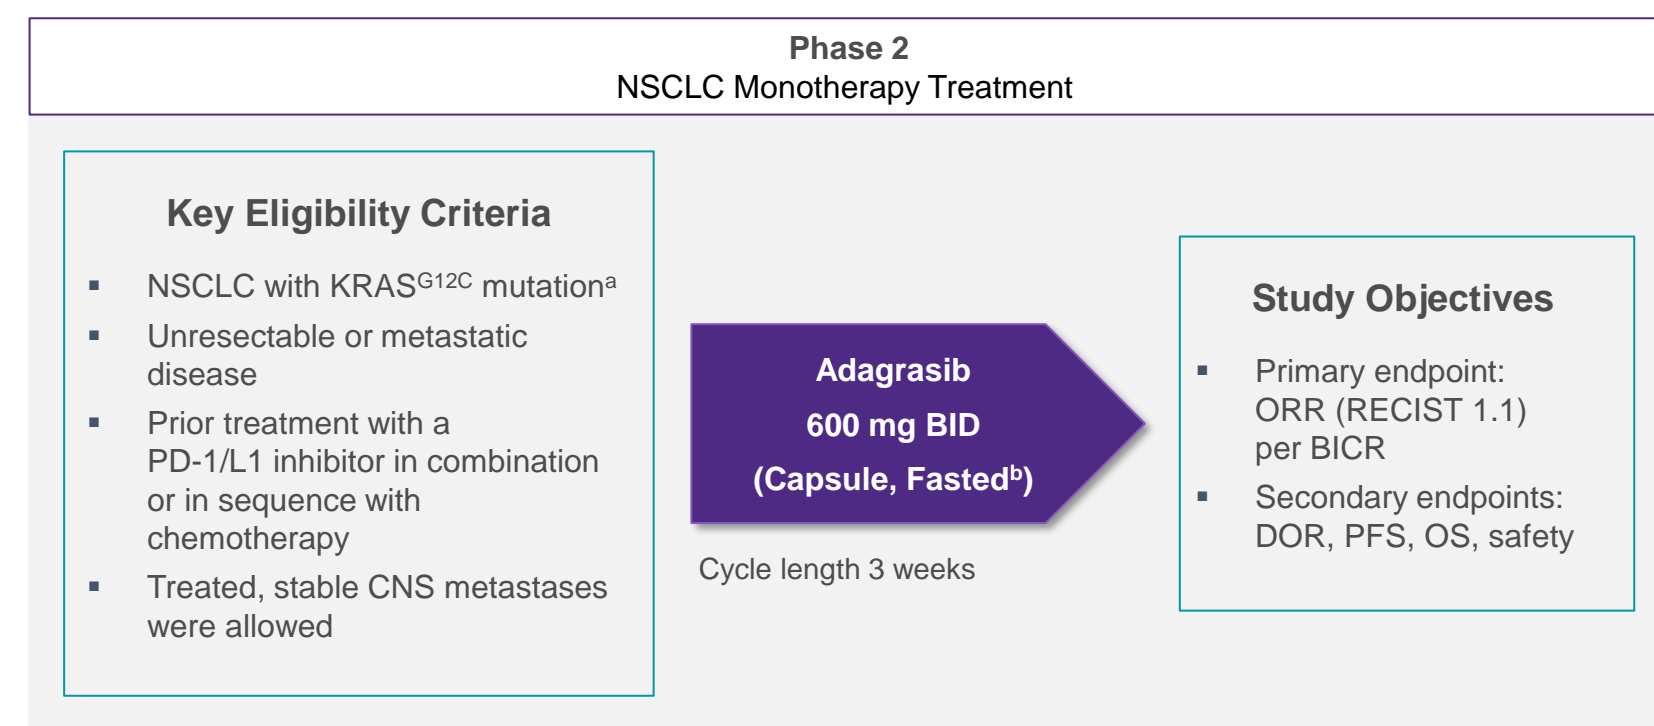 Phase 2
NSCLC Monotherapy Treatment
Key Eligibility Criteria
▪ NSCLC with KRASᴳ¹²ꟲ mutationᵃ
▪ Unresectable or metastatic
disease
▪ Prior treatment with a
PD-1/L1 inhibitor in combination
or in sequence with
chemotherapy
▪ Treated, stable CNS metastases
were allowed
Adagrasib
600 mg BID
(Capsule, Fastedᵇ)
Cycle length 3 weeks
Study Objectives
▪ Primary endpoint:
ORR (RECIST 1.1)
per BICR
▪ Secondary endpoints:
DOR, PFS, OS, safety